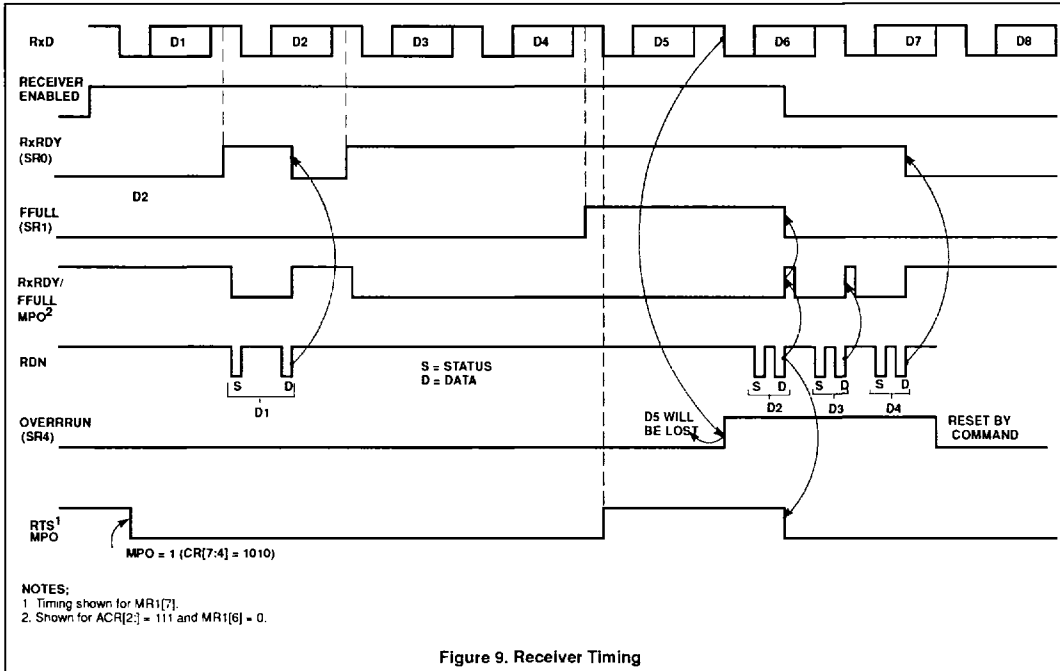 RxD D1 D2 D3 D4 D5 D6 D7 D8
RECEIVER
ENABLED
RxRDY
(SR0)
D2
FFULL
(SR1)
RxRDY/
FFULL
MPO2
RDN
S D
D1
S = STATUS
D = DATA
S D S D S D
D2 D3 D4
OVERRRUN
(SR4)
D5 WILL
BE LOST
RESET BY
COMMAND
RTS1
MPO
MPO = 1 (CR[7:4] = 1010)
NOTES;
1 Timing shown for MR1[7].
2. Shown for ACR[2:] = 111 and MR1[6] = 0.
Figure 9. Receiver Timing